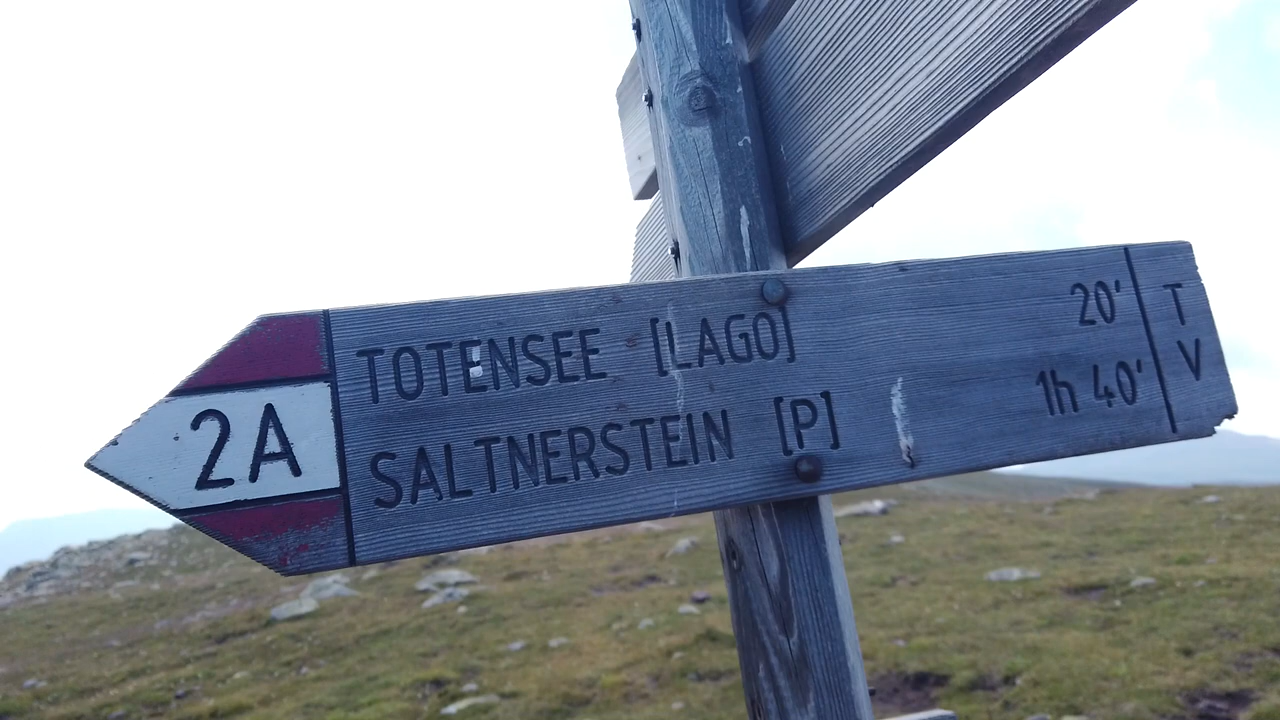 2A
TOTENSEE [LAGO] 20' T
SALTNERSTEIN [P] 1h 40' V